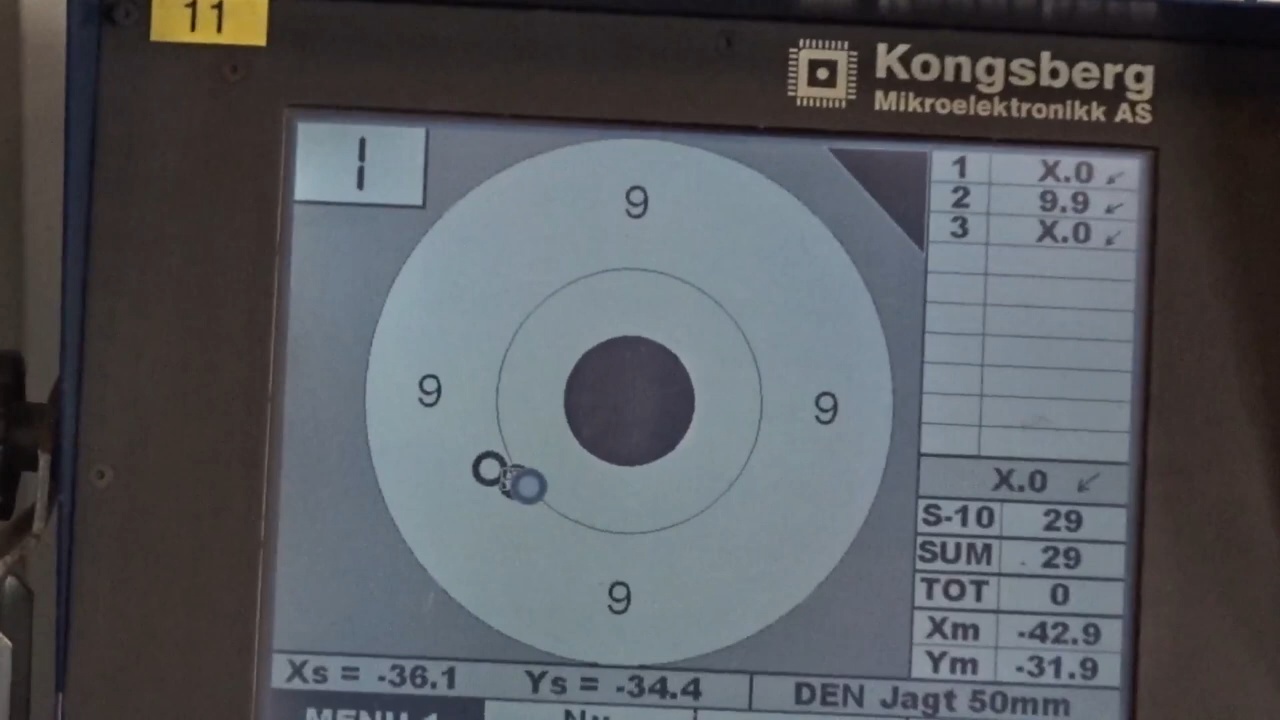 11
Kongsberg
Mikroelektronikk AS
1 X.0
2 9.9
3 X.0
9
9
9
9
X.0
S-10 29
SUM 29
TOT 0
Xm -42.9
Ym -31.9
Xs = -36.1 Ys = -34.4 DEN Jagt 50mm
MENU 1